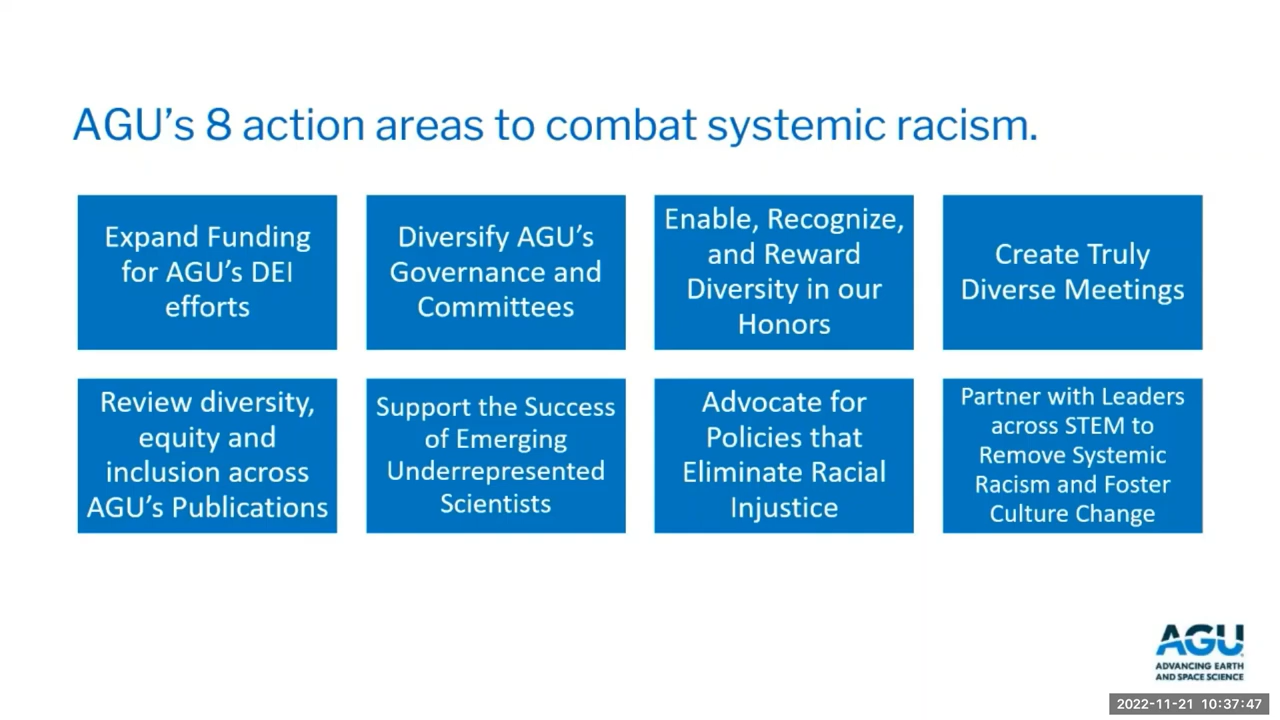 AGU's 8 action areas to combat systemic racism.
Expand Funding
for AGU's DEI
efforts
Diversify AGU's
Governance and
Committees
Enable, Recognize,
and Reward
Diversity in our
Honors
Create Truly
Diverse Meetings
Review diversity,
equity and
inclusion across
AGU's Publications
Support the Success
of Emerging
Underrepresented
Scientists
Advocate for
Policies that
Eliminate Racial
Injustice
Partner with Leaders
across STEM to
Remove Systemic
Racism and Foster
Culture Change
AGU
ADVANCING EARTH
AND SPACE SCIENCE
2022-11-21 10:37:47